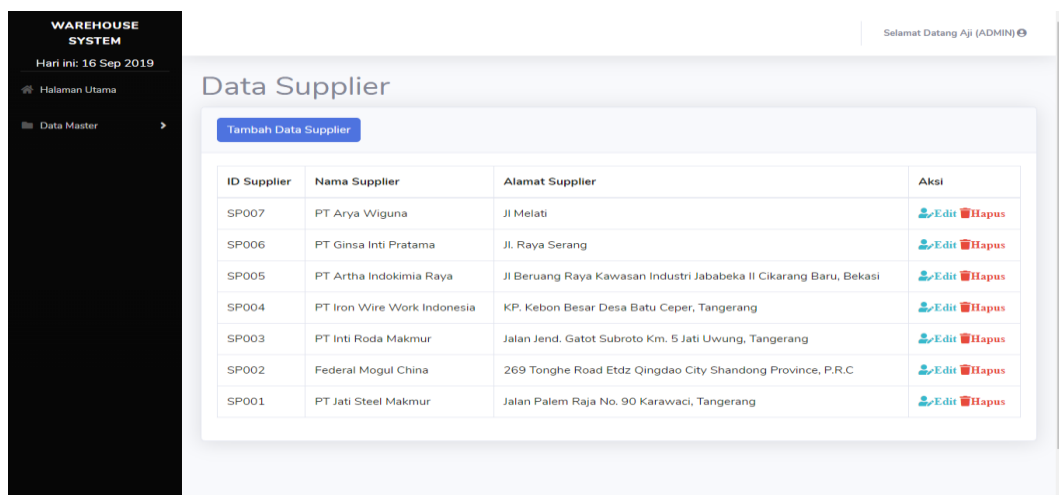 WAREHOUSE
SYSTEM
Hari ini: 16 Sep 2019
Halaman Utama
Data Master
Selamat Datang Aji (ADMIN)
Data Supplier
Tambah Data Supplier
ID Supplier Nama Supplier Alamat Supplier Aksi
SP007 PT Arya Wiguna Jl Melati Edit Hapus
SP006 PT Ginsa Inti Pratama Jl. Raya Serang Edit Hapus
SP005 PT Artha Indokimia Raya Jl Beruang Raya Kawasan Industri Jababeka II Cikarang Baru, Bekasi Edit Hapus
SP004 PT Iron Wire Work Indonesia KP. Kebon Besar Desa Batu Ceper, Tangerang Edit Hapus
SP003 PT Inti Roda Makmur Jalan Jend. Gatot Subroto Km. 5 Jati Uwung, Tangerang Edit Hapus
SP002 Federal Mogul China 269 Tonghe Road Etdz Qingdao City Shandong Province, P.R.C Edit Hapus
SP001 PT Jati Steel Makmur Jalan Palem Raja No. 90 Karawaci, Tangerang Edit Hapus